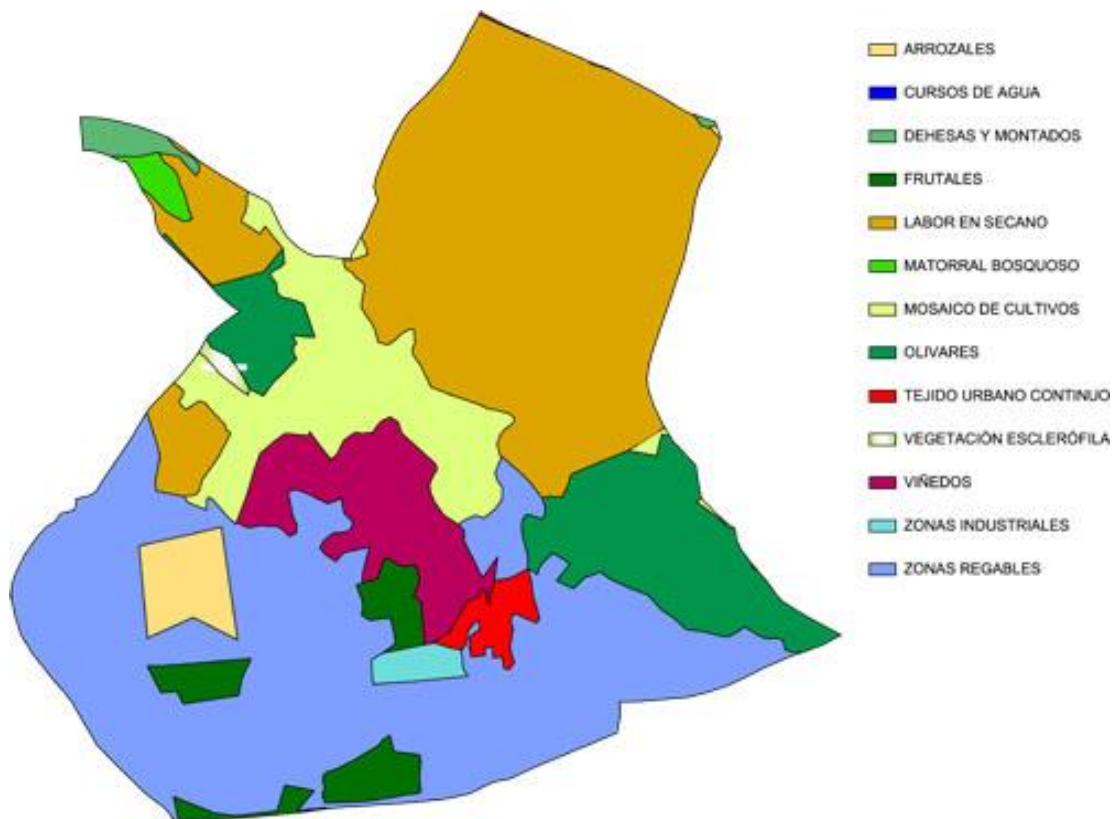 ARROZALES
CURSOS DE AGUA
DEHESAS Y MONTADOS
FRUTALES
LABOR EN SECANO
MATORRAL BOSQUOSO
MOSAICO DE CULTIVOS
OLIVARES
TEJIDO URBANO CONTINUO
VEGETACIÓN ESCLERÓFILA
VIÑEDOS
ZONAS INDUSTRIALES
ZONAS REGABLES